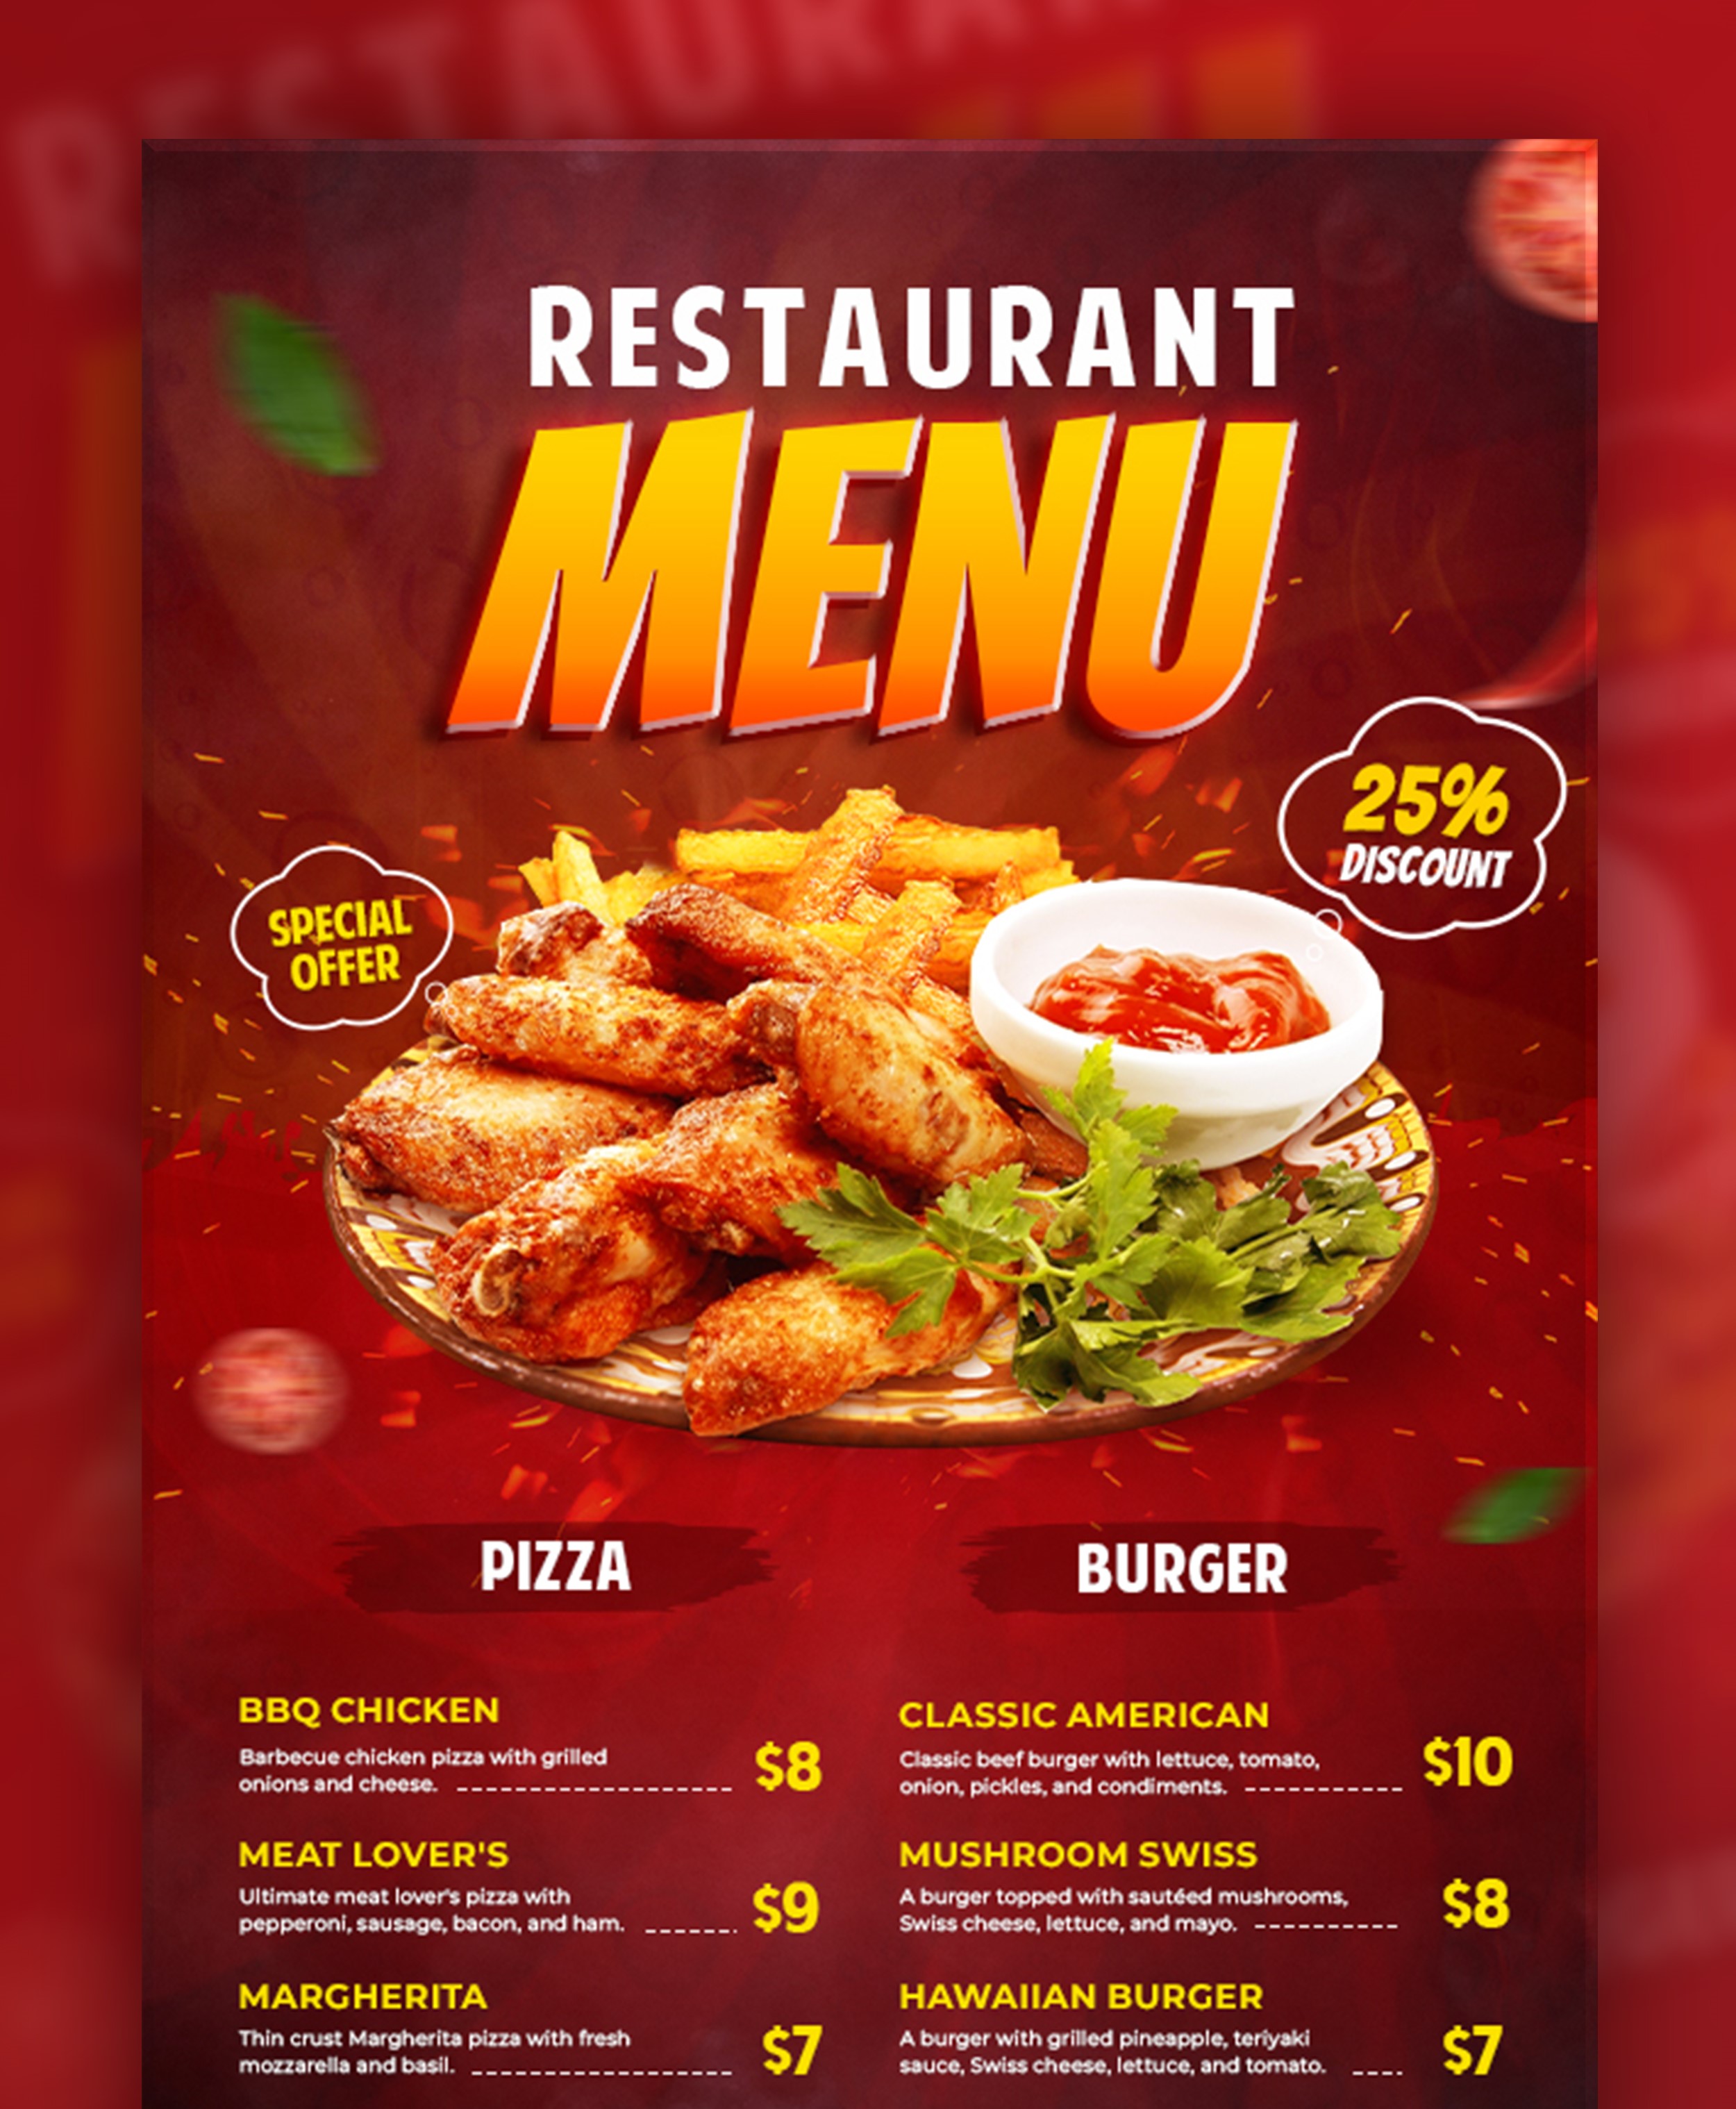 RESTAURANT
RESTAURANT
MENU
25%
DISCOUNT
SPECIAL
OFFER
PIZZA
BBQ CHICKEN
Barbecue chicken pizza with grilled
onions and cheese.
$8
MEAT LOVER'S
Ultimate meat lover's pizza with
pepperoni, sausage, bacon, and ham.
$9
MARGHERITA
Thin crust Margherita pizza with fresh
mozzarella and basil.
$7
BURGER
CLASSIC AMERICAN
Classic beef burger with lettuce, tomato,
onion, pickles, and condiments.
$10
MUSHROOM SWISS
A burger topped with sautéed mushrooms,
Swiss cheese, lettuce, and mayo.
$8
HAWAIIAN BURGER
A burger with grilled pineapple, teriyaki
sauce, Swiss cheese, lettuce, and tomato.
$7